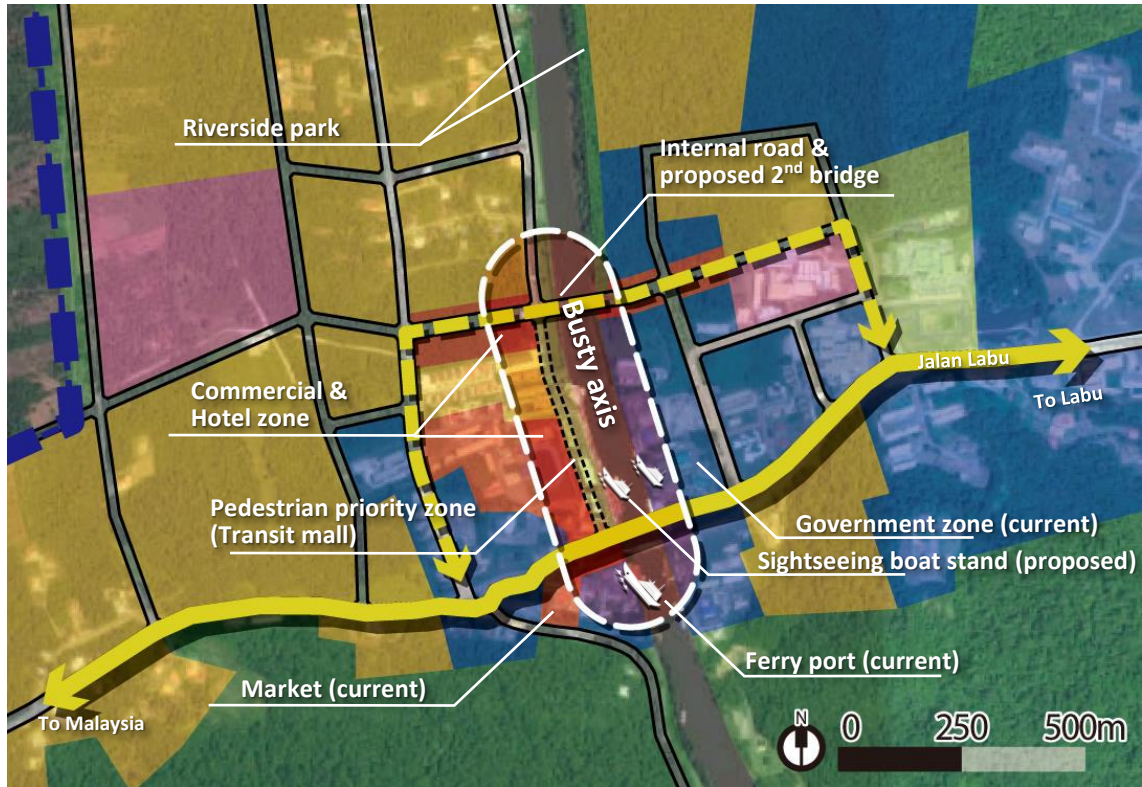 Riverside park
Internal road &
proposed 2nd bridge
Busty axis
Jalan Labu
To Labu
Commercial &
Hotel zone
Pedestrian priority zone
(Transit mall)
Government zone (current)
Sightseeing boat stand (proposed)
Ferry port (current)
Market (current)
To Malaysia
N
0 250 500m